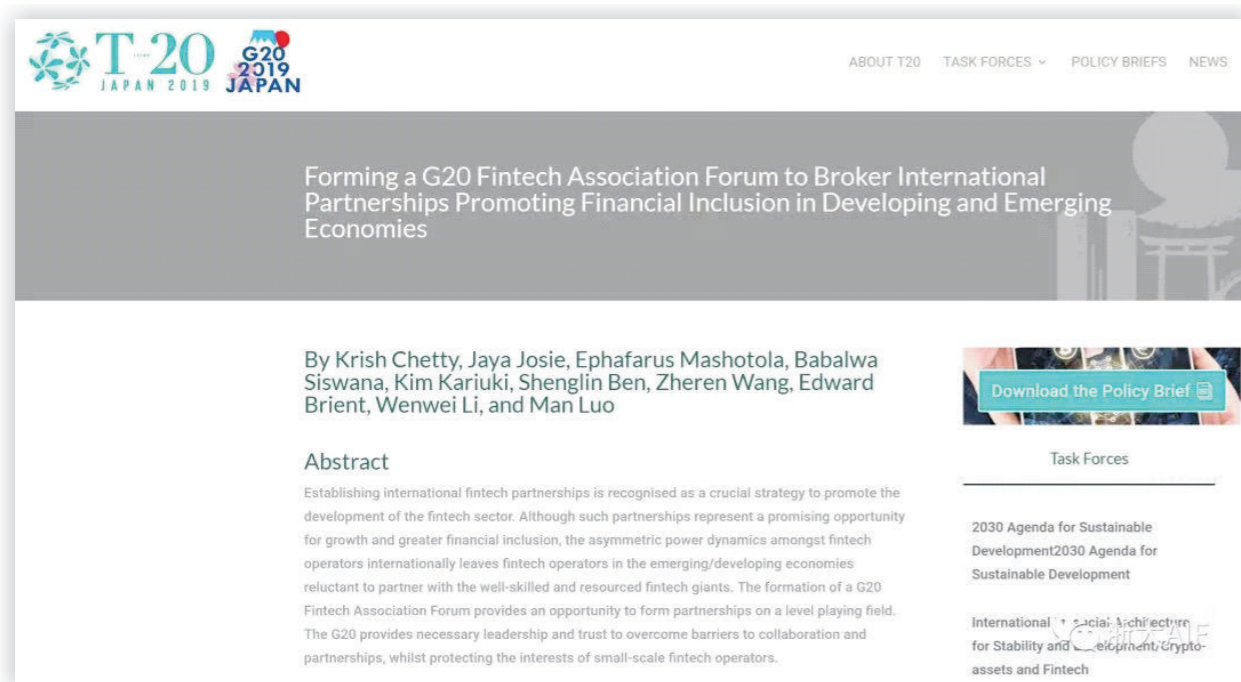 T-20
JAPAN 2019
G20
2019
JAPAN
ABOUT T20 TASK FORCES POLICY BRIEFS NEWS
Forming a G20 Fintech Association Forum to Broker International
Partnerships Promoting Financial Inclusion in Developing and Emerging
Economies
By Krish Chetty, Jaya Josie, Ephafarus Mashotola, Babalwa
Siswana, Kim Kariuki, Shenglin Ben, Zheren Wang, Edward
Brient, Wenwei Li, and Man Luo
Abstract
Establishing international fintech partnerships is recognised as a crucial strategy to promote the
development of the fintech sector. Although such partnerships represent a promising opportunity
for growth and greater financial inclusion, the asymmetric power dynamics amongst fintech
operators internationally leaves fintech operators in the emerging/developing economies
reluctant to partner with the well-skilled and resourced fintech giants. The formation of a G20
Fintech Association Forum provides an opportunity to form partnerships on a level playing field.
The G20 provides necessary leadership and trust to overcome barriers to collaboration and
partnerships, whilst protecting the interests of small-scale fintech operators.
Download the Policy Brief
Task Forces
2030 Agenda for Sustainable
Development2030 Agenda for
Sustainable Development
International Architecture
for Stability and Crypto-
assets and Fintech
浙大AIF